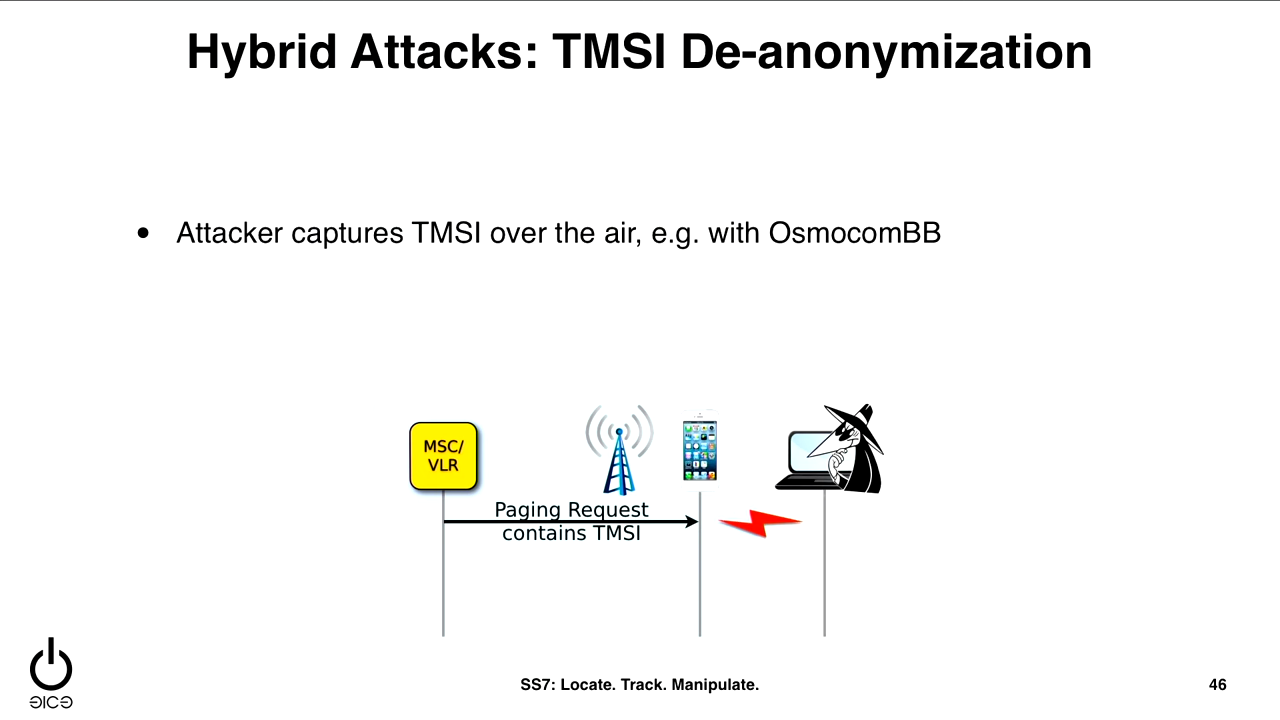 Hybrid Attacks: TMSI De-anonymization
• Attacker captures TMSI over the air, e.g. with OsmocomBB
MSC/
VLR
Paging Request
contains TMSI
SS7: Locate. Track. Manipulate.
46